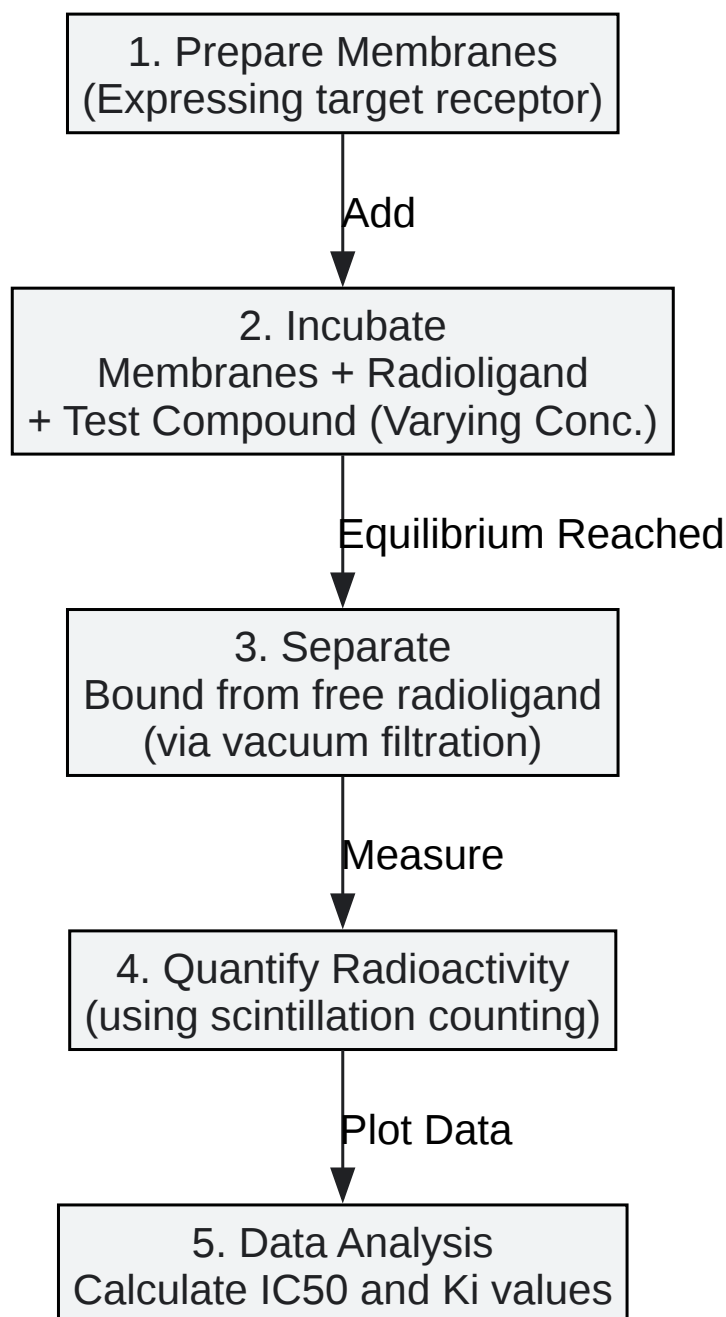 1. Prepare Membranes
(Expressing target receptor)
Add
2. Incubate
Membranes + Radioligand
+ Test Compound (Varying Conc.)
Equilibrium Reached
3. Separate
Bound from free radioligand
(via vacuum filtration)
Measure
4. Quantify Radioactivity
(using scintillation counting)
Plot Data
5. Data Analysis
Calculate IC50 and Ki values